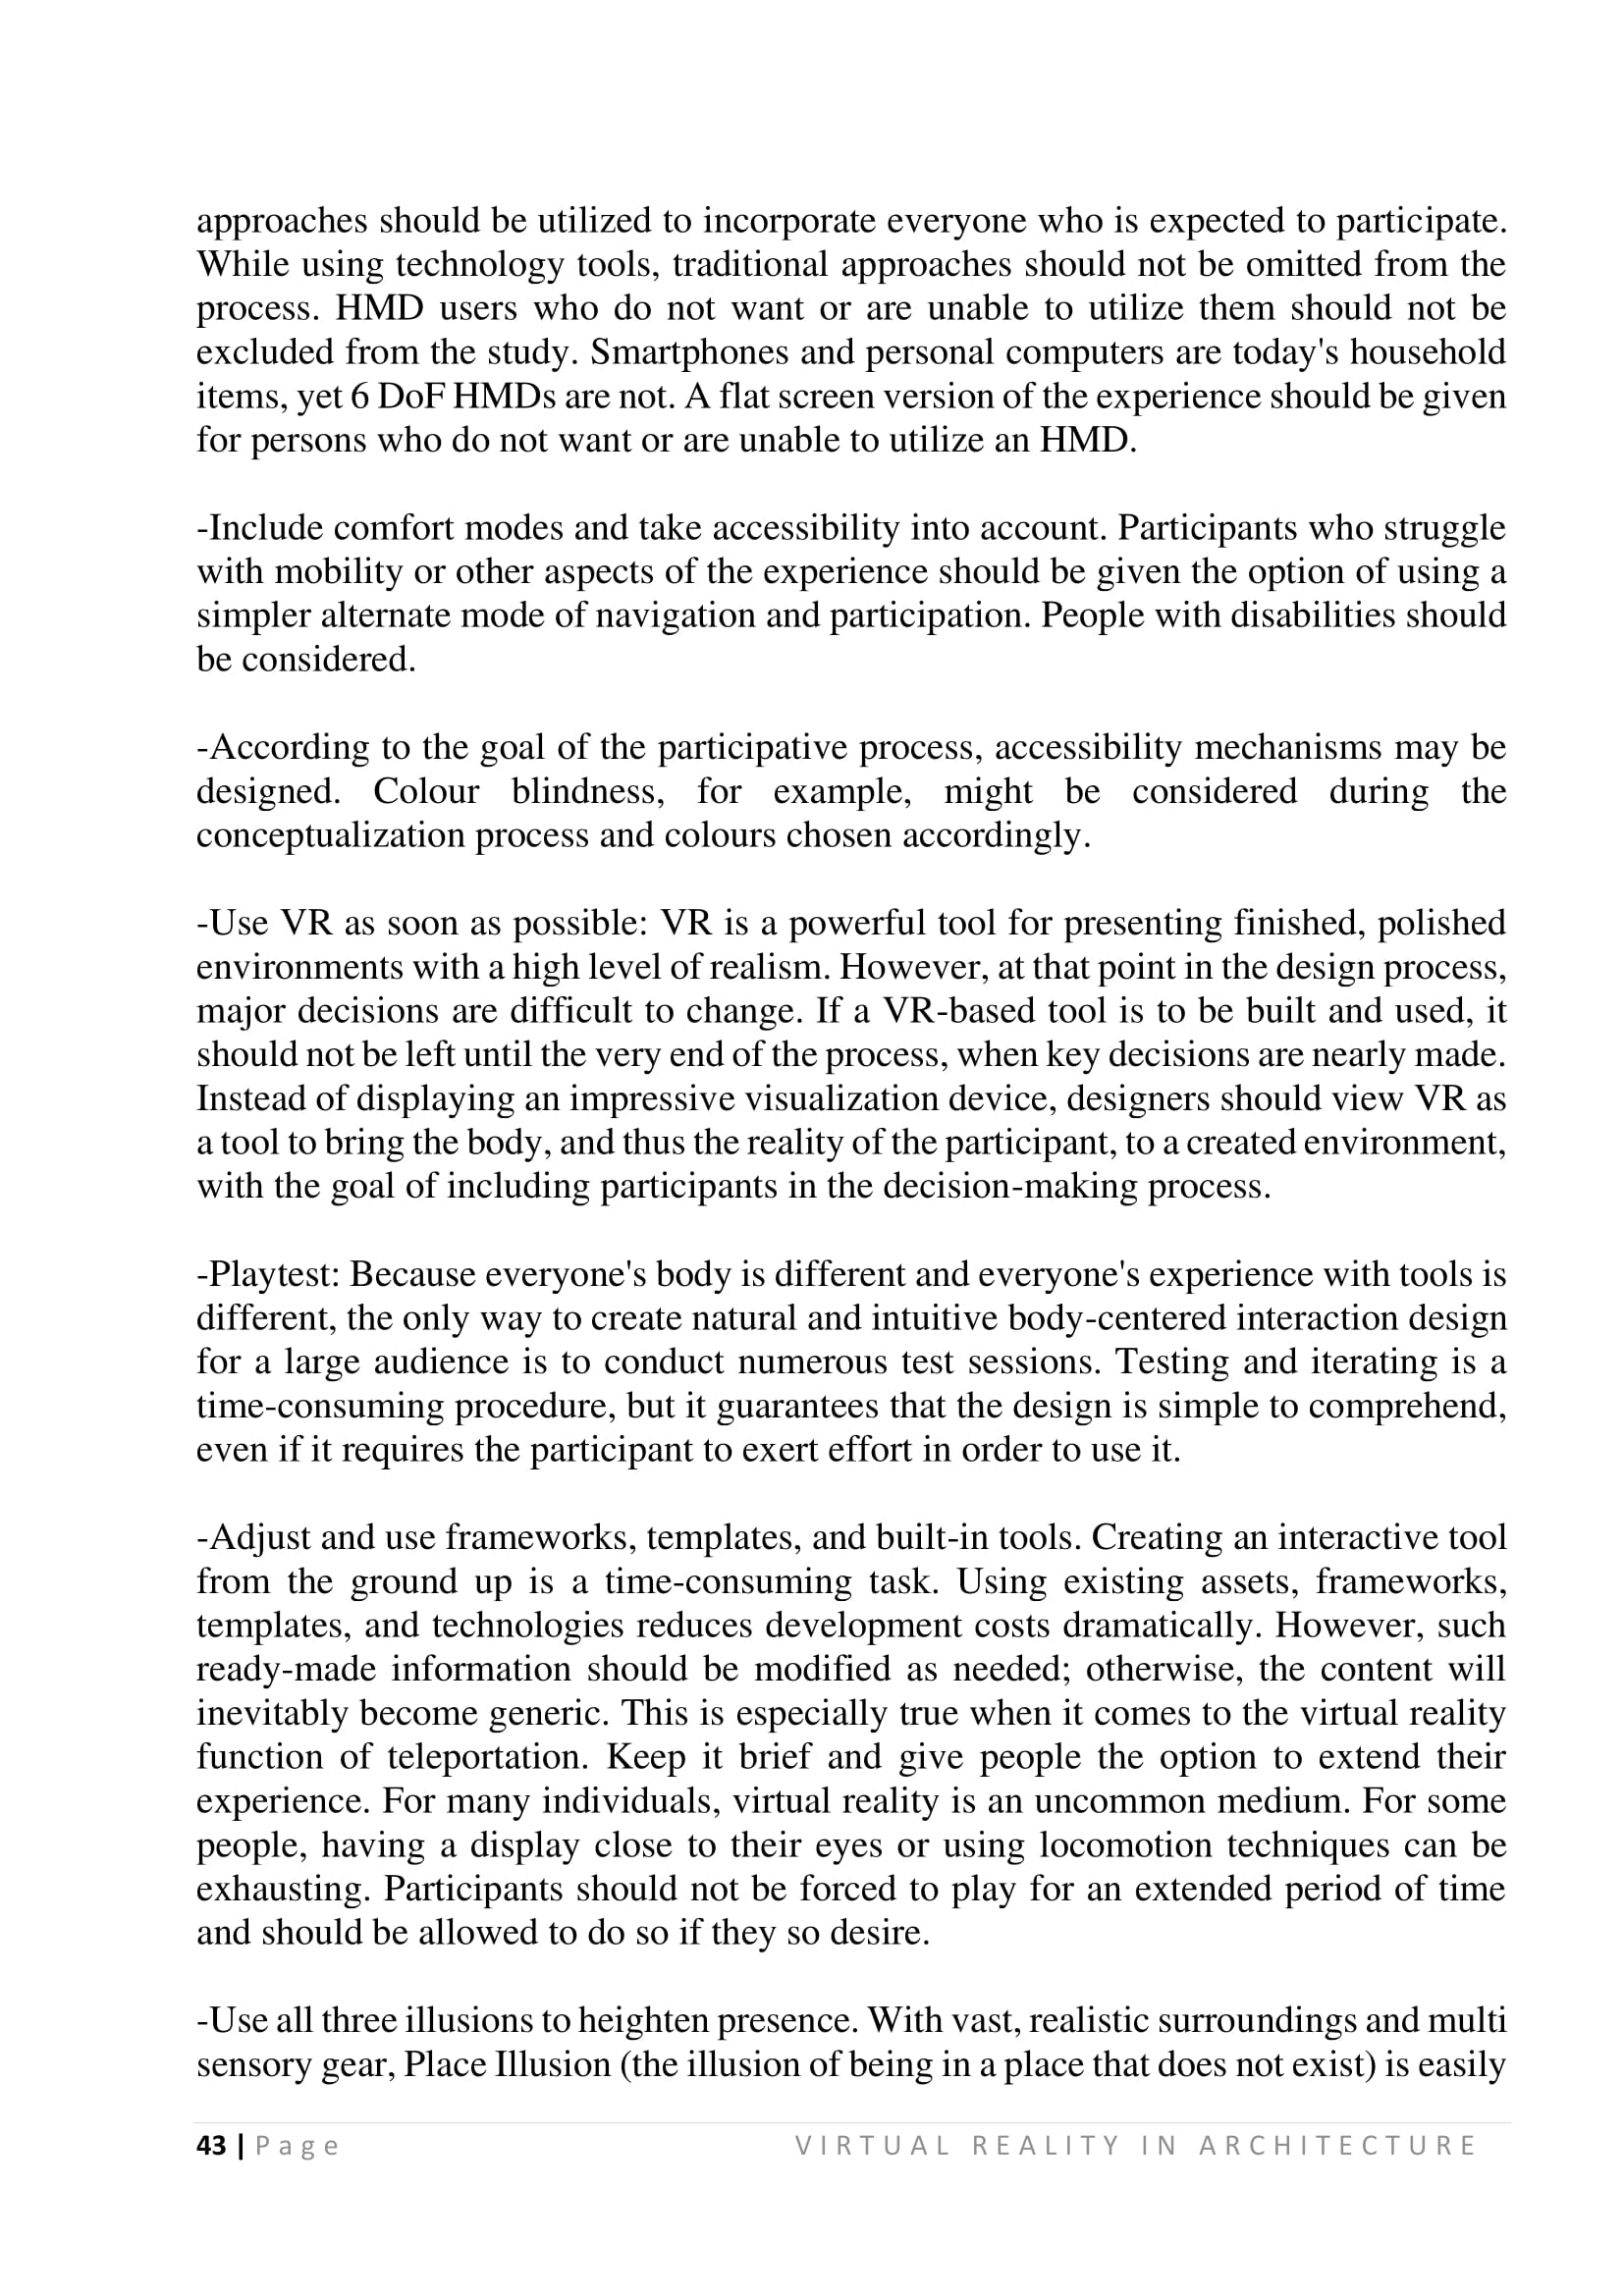 approaches should be utilized to incorporate everyone who is expected to participate.
While using technology tools, traditional approaches should not be omitted from the
process. HMD users who do not want or are unable to utilize them should not be
excluded from the study. Smartphones and personal computers are today's household
items, yet 6 DoF HMDs are not. A flat screen version of the experience should be given
for persons who do not want or are unable to utilize an HMD.
-Include comfort modes and take accessibility into account. Participants who struggle
with mobility or other aspects of the experience should be given the option of using a
simpler alternate mode of navigation and participation. People with disabilities should
be considered.
-According to the goal of the participative process, accessibility mechanisms may be
designed. Colour blindness, for example, might be considered during the
conceptualization process and colours chosen accordingly.
-Use VR as soon as possible: VR is a powerful tool for presenting finished, polished
environments with a high level of realism. However, at that point in the design process,
major decisions are difficult to change. If a VR-based tool is to be built and used, it
should not be left until the very end of the process, when key decisions are nearly made.
Instead of displaying an impressive visualization device, designers should view VR as
a tool to bring the body, and thus the reality of the participant, to a created environment,
with the goal of including participants in the decision-making process.
-Playtest: Because everyone's body is different and everyone's experience with tools is
different, the only way to create natural and intuitive body-centered interaction design
for a large audience is to conduct numerous test sessions. Testing and iterating is a
time-consuming procedure, but it guarantees that the design is simple to comprehend,
even if it requires the participant to exert effort in order to use it.
-Adjust and use frameworks, templates, and built-in tools. Creating an interactive tool
from the ground up is a time-consuming task. Using existing assets, frameworks,
templates, and technologies reduces development costs dramatically. However, such
ready-made information should be modified as needed; otherwise, the content will
inevitably become generic. This is especially true when it comes to the virtual reality
function of teleportation. Keep it brief and give people the option to extend their
experience. For many individuals, virtual reality is an uncommon medium. For some
people, having a display close to their eyes or using locomotion techniques can be
exhausting. Participants should not be forced to play for an extended period of time
and should be allowed to do so if they so desire.
-Use all three illusions to heighten presence. With vast, realistic surroundings and multi
sensory gear, Place Illusion (the illusion of being in a place that does not exist) is easily
43 | Page VIRTUAL REALITY IN ARCHITECTURE